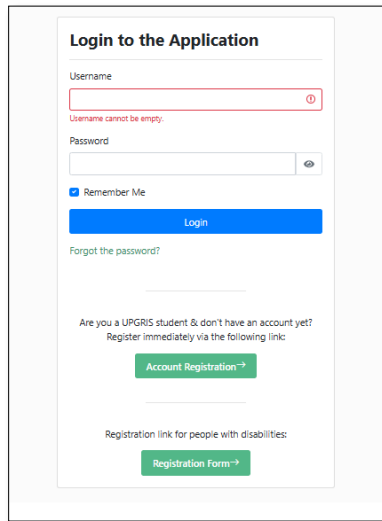 Login to the Application
Username
Username cannot be empty.
Password
Remember Me
Login
Forgot the password?
Are you a UPGRIS student & don't have an account yet?
Register immediately via the following link:
Account Registration→
Registration link for people with disabilities:
Registration Form→